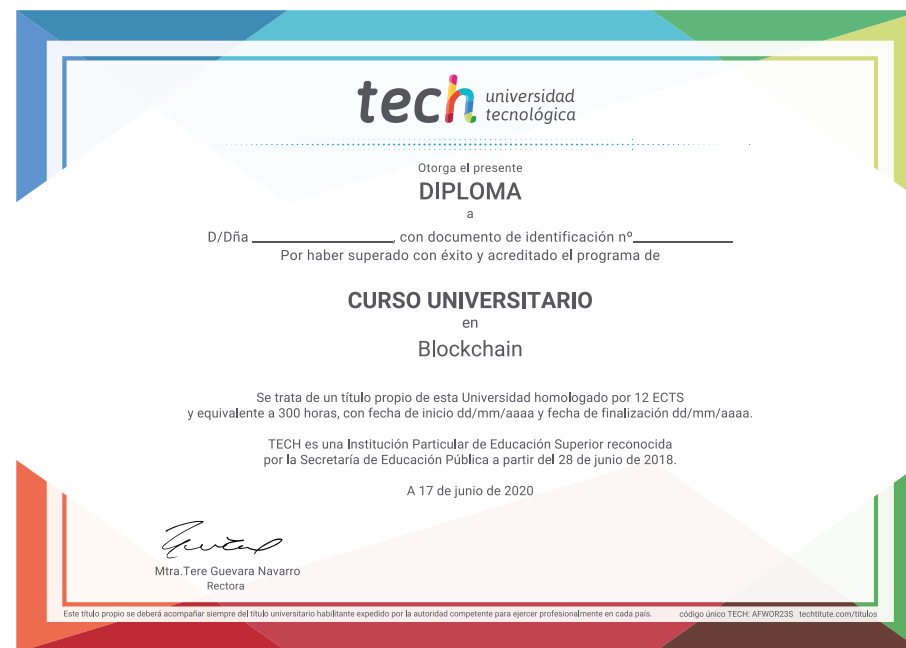 tech universidad
tecnológica
Otorga el presente
DIPLOMA
a
D/Dña ____________________, con documento de identificación nº______________
Por haber superado con éxito y acreditado el programa de
CURSO UNIVERSITARIO
en
Blockchain
Se trata de un título propio de esta Universidad homologado por 12 ECTS
y equivalente a 300 horas, con fecha de inicio dd/mm/aaaa y fecha de finalización dd/mm/aaaa.
TECH es una Institución Particular de Educación Superior reconocida
por la Secretaría de Educación Pública a partir del 28 de junio de 2018.
A 17 de junio de 2020
Mtra.Tere Guevara Navarro
Rectora
Este título propio se deberá acompañar siempre del título universitario habilitante expedido por la autoridad competente para ejercer profesionalmente en cada país. código único TECH: AFWOR23S techtitute.com/titulos